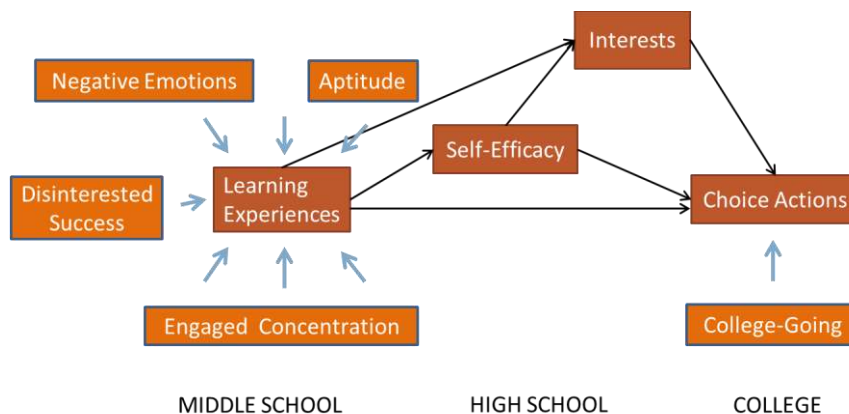 Interests
Negative Emotions
Aptitude
Self-Efficacy
Learning
Experiences
Disinterested
Success
Choice Actions
Engaged Concentration
College-Going
MIDDLE SCHOOL
HIGH SCHOOL
COLLEGE